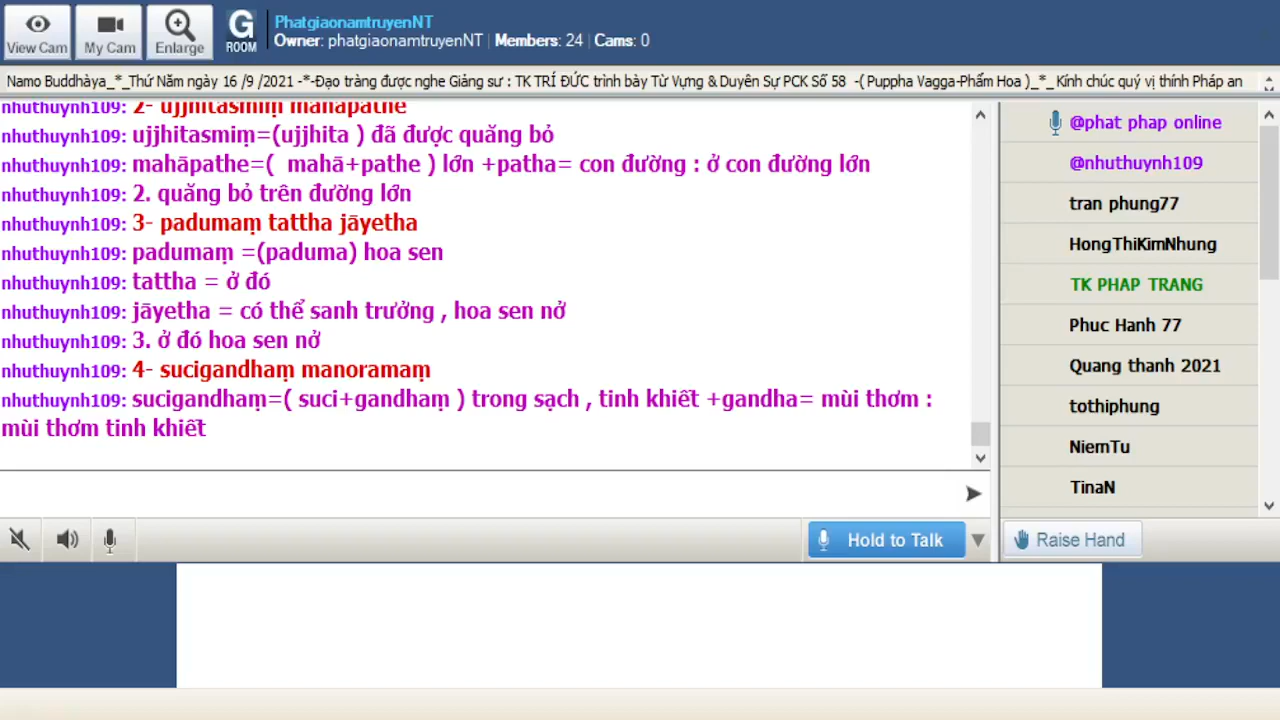 PhatgiaonamtruyenNT
View Cam My Cam Enlarge G ROOM Owner: phatgiaonamtruyenNT | Members: 24 | Cams: 0
Namo Buddhàya_*_Thứ Năm ngày 16 /9 /2021 -*-Đạo tràng được nghe Giảng sư : TK TRÍ ĐỨC trình bày Từ Vựng & Duyên Sự PCK Số 58 -( Puppha Vagga-Phẩm Hoa )_*_ Kính chúc quý vị thính Pháp an
nhuthuynh109: 2- ujjhitasmiṃ mahāpathe
nhuthuynh109: ujjhitasmiṃ=(ujjhita ) đã được quăng bỏ
nhuthuynh109: mahāpathe=( mahā+pathe ) lớn +patha= con đường : ở con đường lớn
nhuthuynh109: 2. quăng bỏ trên đường lớn
nhuthuynh109: 3- padumaṃ tattha jāyetha
nhuthuynh109: padumaṃ =(paduma) hoa sen
nhuthuynh109: tattha = ở đó
nhuthuynh109: jāyetha = có thể sanh trưởng , hoa sen nở
nhuthuynh109: 3. ở đó hoa sen nở
nhuthuynh109: 4- sucigandhaṃ manoramaṃ
nhuthuynh109: sucigandhaṃ=( suci+gandhaṃ ) trong sạch , tinh khiết +gandha= mùi thơm :
mùi thơm tinh khiết
@phat phap online
@nhuthuynh109
tran phung77
HongThiKimNhung
TK PHAP TRANG
Phuc Hanh 77
Quang thanh 2021
tothiphung
NiemTu
TinaN
Hold to Talk
Raise Hand